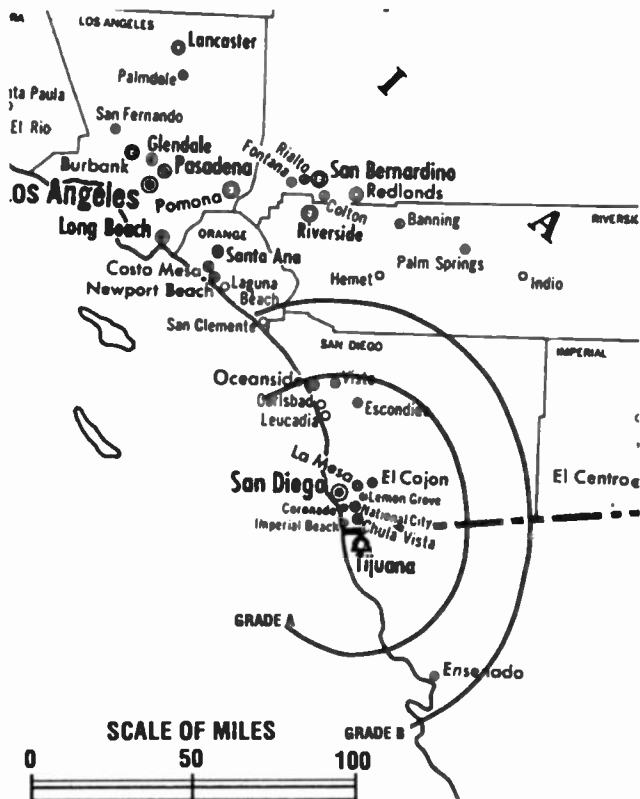 LOS ANGELES
Lancaster
Palmdale
San Fernando
El Rio
Glendale
Burbank
Pasadena
Pomona
Fontana
Rialto
San Bernardino
Redlands
Colton
Riverside
Banning
RIVERSIDE
I
A
Long Beach
ORANGE
Santa Ana
Costa Mesa
Newport Beach
Laguna
Beach
Palm Springs
Hemet
Indio
San Clemente
SAN DIEGO
IMPERIAL
Oceanside
Vista
Carlsbad
Escondido
Leucadia
La Mesa
El Cajon
San Diego
Lemon Grove
El Centro
Coronado
National City
Imperial Beach
Chula Vista
Tijuana
GRADE A
Ensenado
GRADE B
SCALE OF MILES
0 50 100